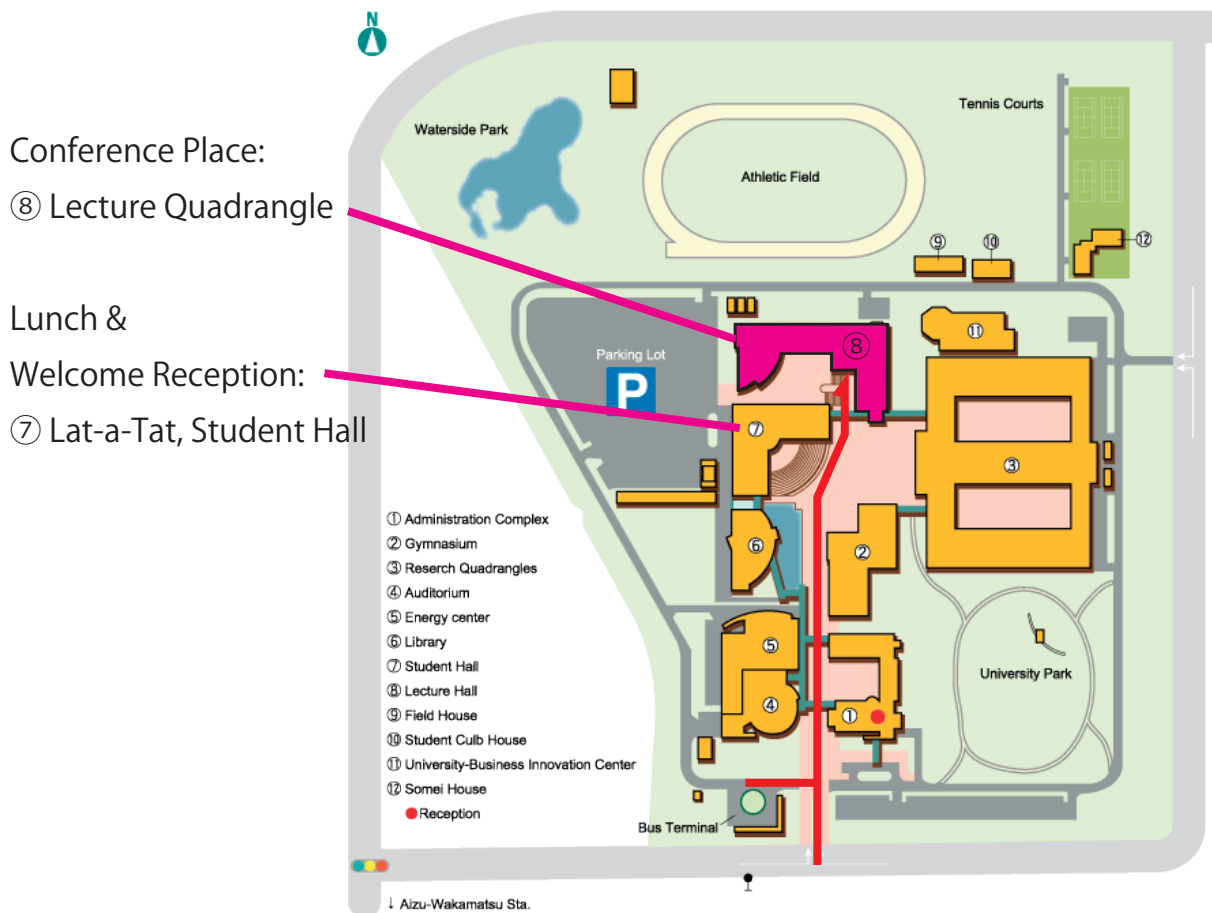 N
Conference Place:
⑧ Lecture Quadrangle
Lunch &
Welcome Reception:
⑦ Lat-a-Tat, Student Hall
Waterside Park
Athletic Field
Tennis Courts
⑨
⑩
⑫
⑪
⑧
Parking Lot
P
⑦
③
⑥
②
⑤
④
①
University Park
Bus Terminal
① Administration Complex
② Gymnasium
③ Reserch Quadrangles
④ Auditorium
⑤ Energy center
⑥ Library
⑦ Student Hall
⑧ Lecture Hall
⑨ Field House
⑩ Student Culb House
⑪ University-Business Innovation Center
⑫ Somei House
Reception
↓ Aizu-Wakamatsu Sta.